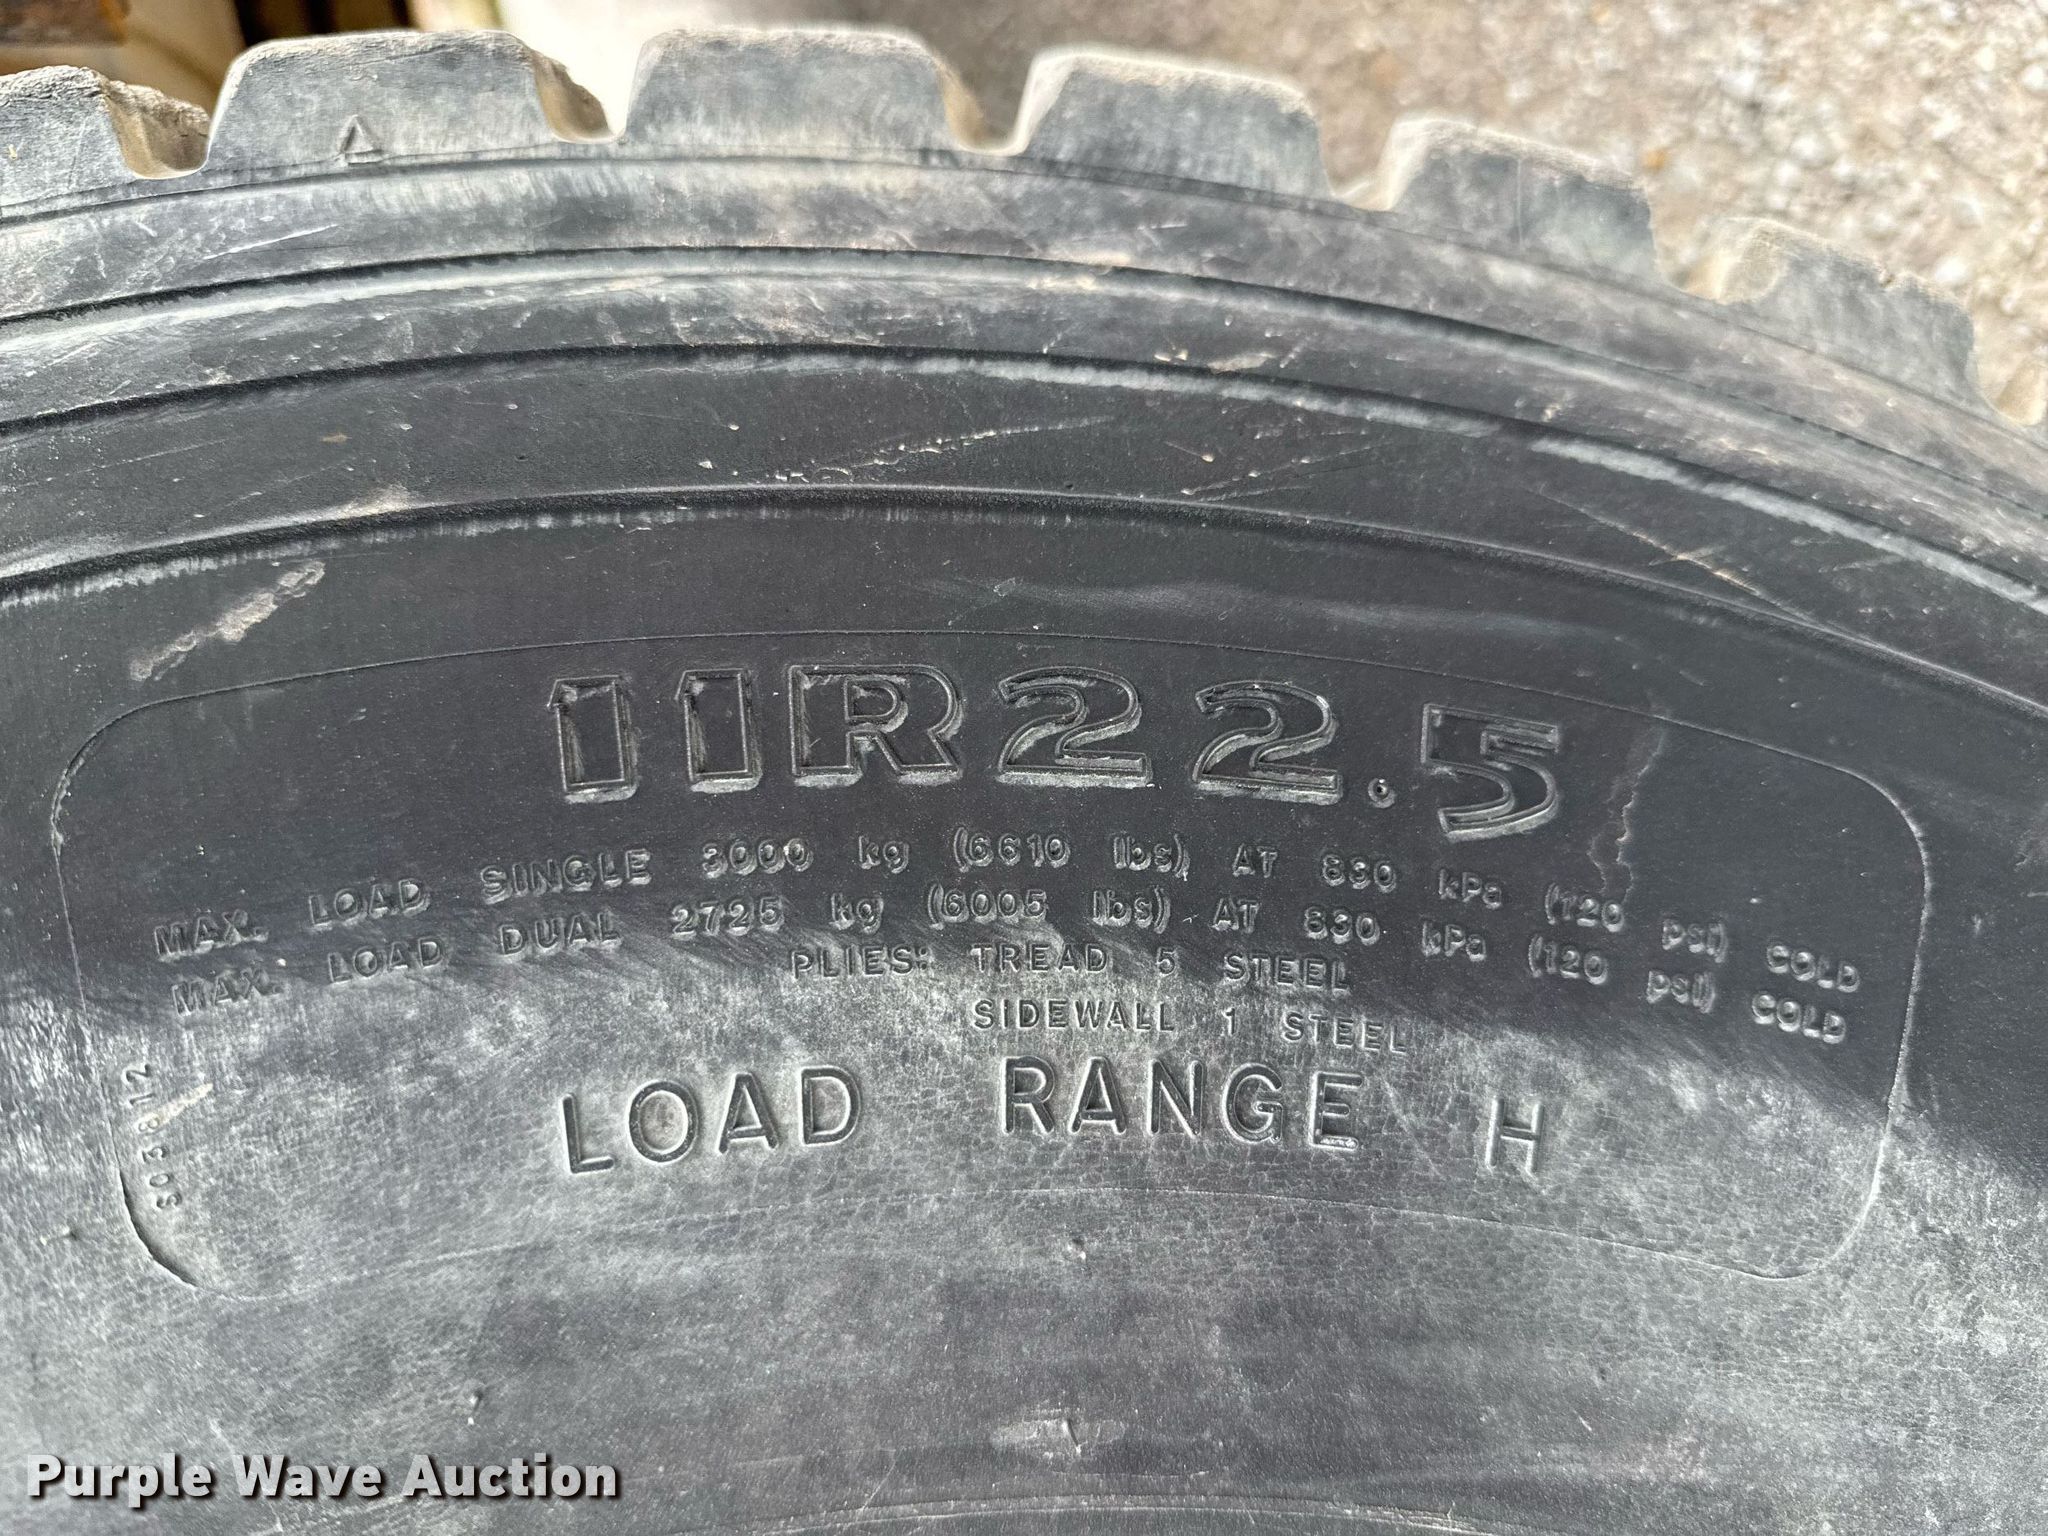 11R22.5
MAX. LOAD SINGLE 3000 kg (6610 lbs) AT 830 kPa (120 psi) COLD
MAX. LOAD DUAL 2725 kg (6005 lbs) AT 830 kPa (120 psi) COLD
PLIES: TREAD 5 STEEL
SIDEWALL 1 STEEL
LOAD RANGE H
Purple Wave Auction